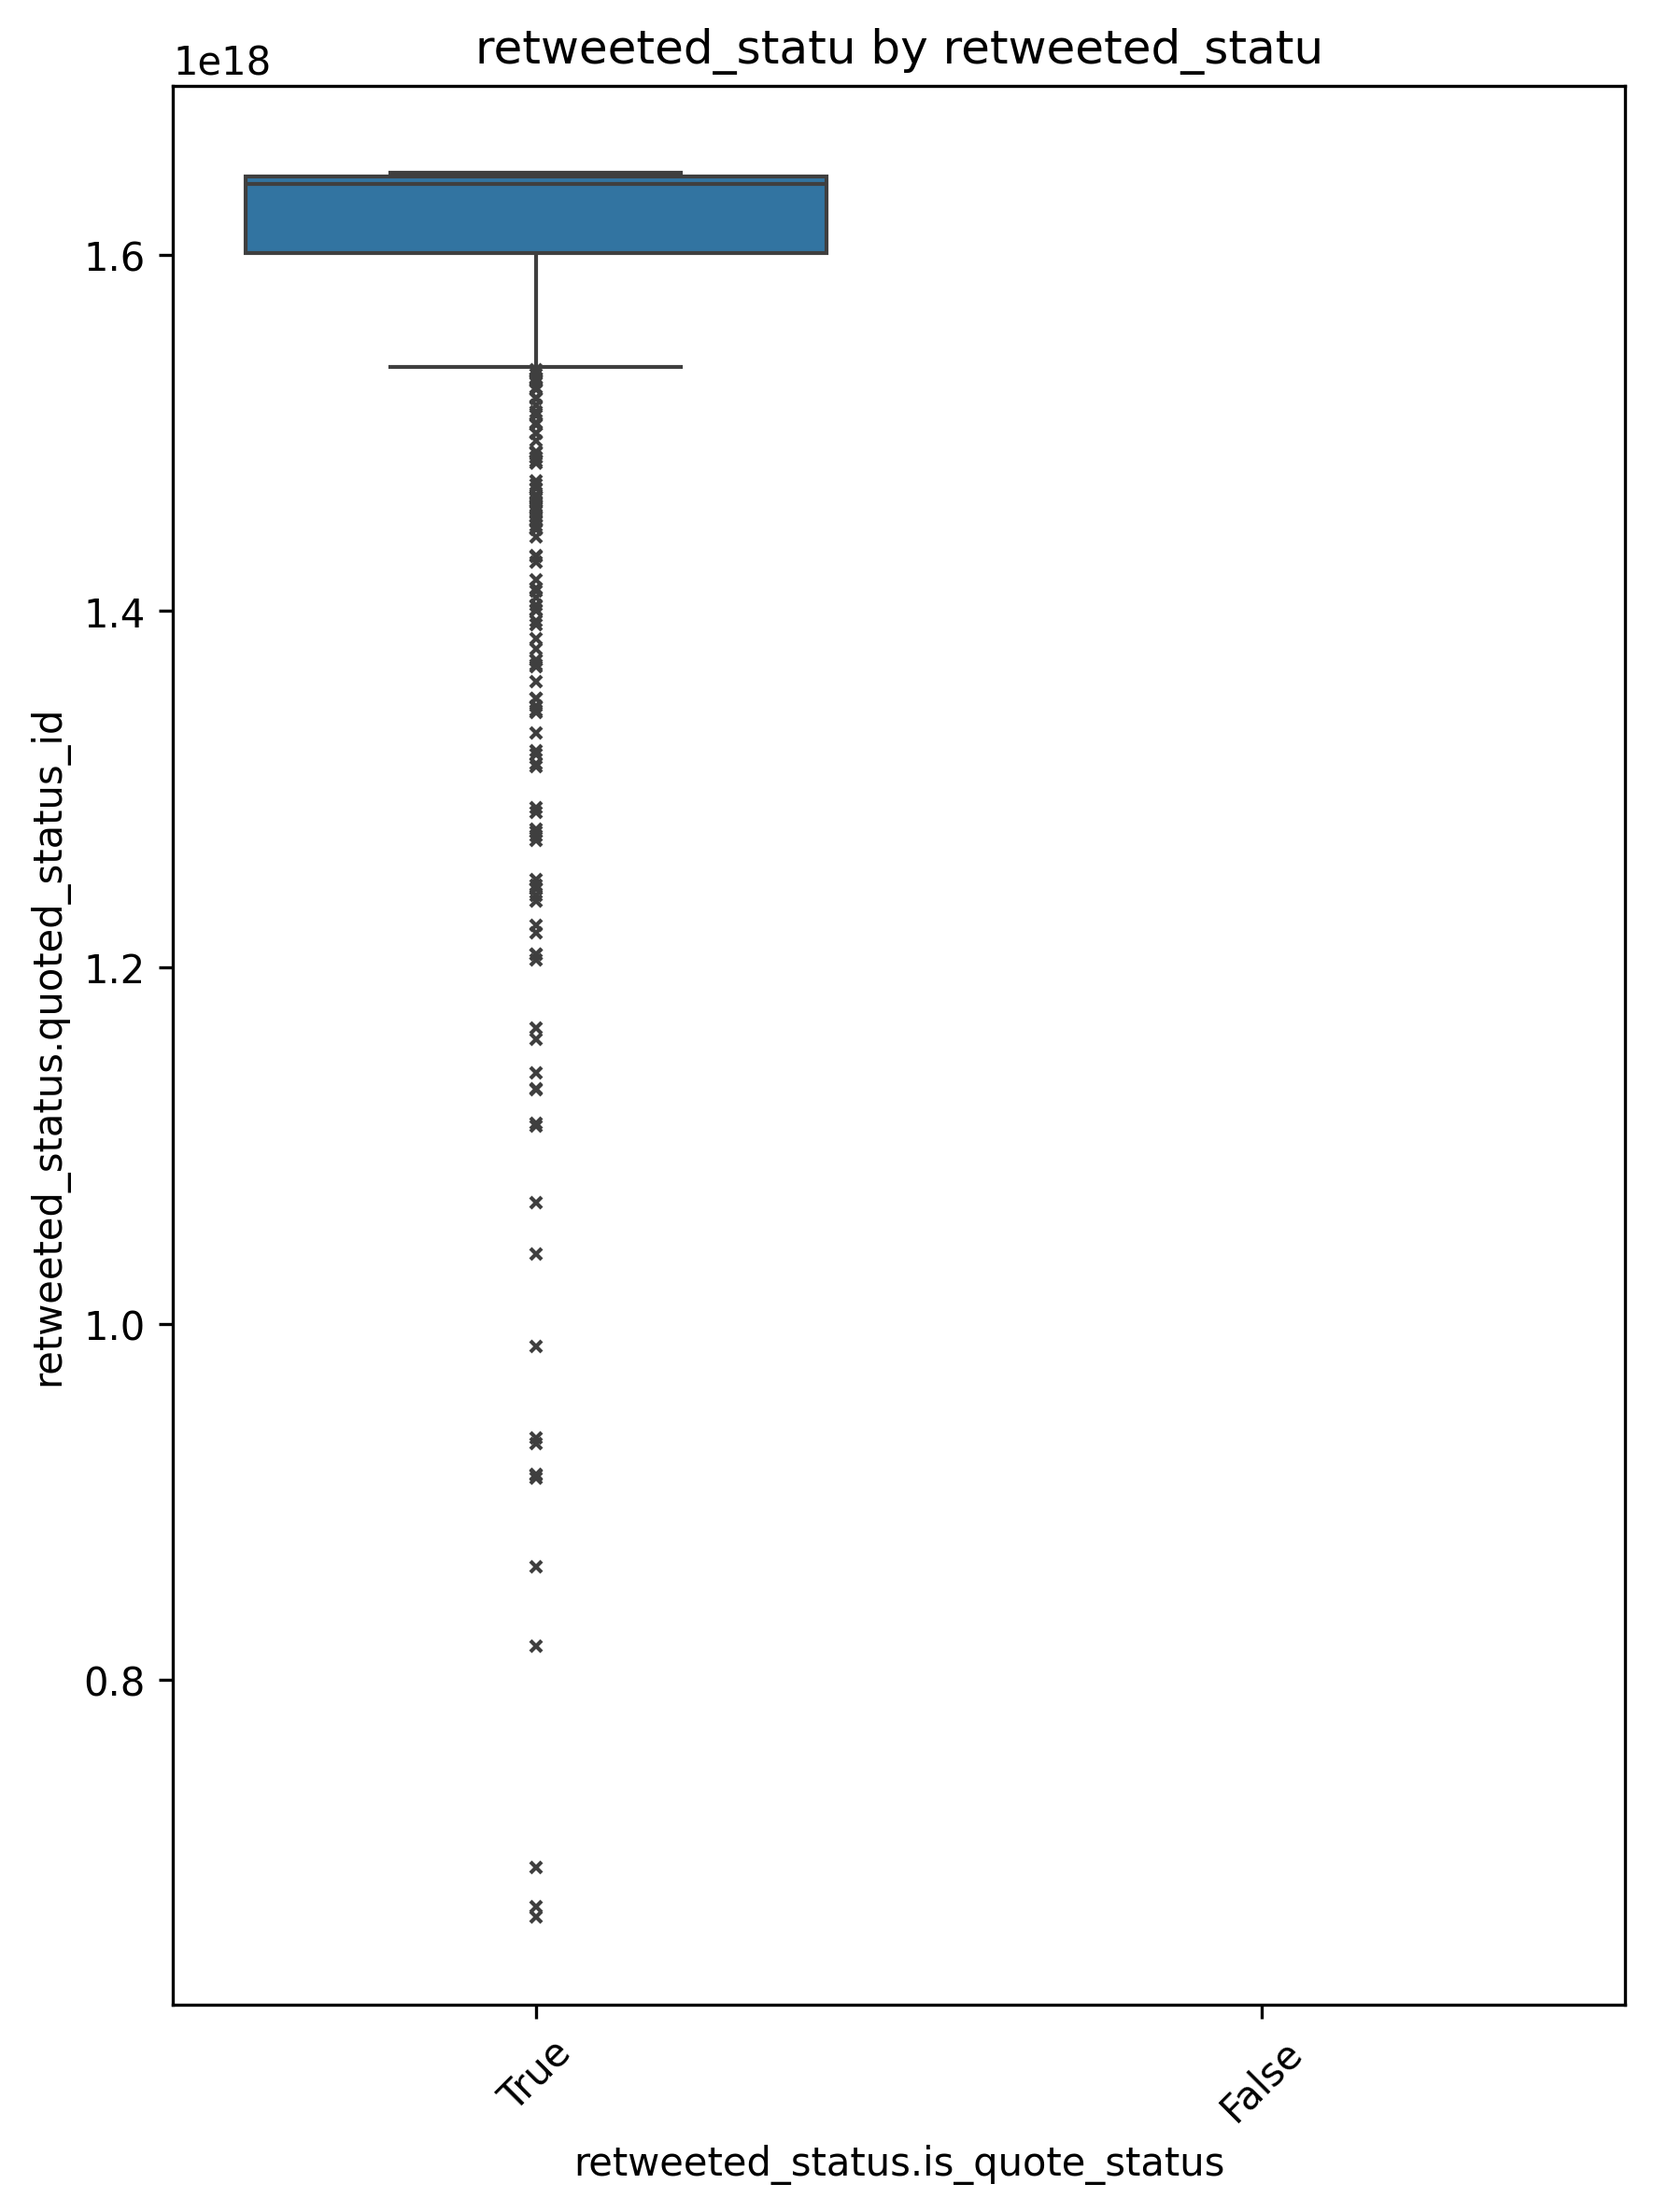 retweeted_statu by retweeted_statu
1e18
1.6
1.4
1.2
1.0
0.8
retweeted_status.quoted_status_id
True
False
retweeted_status.is_quote_status